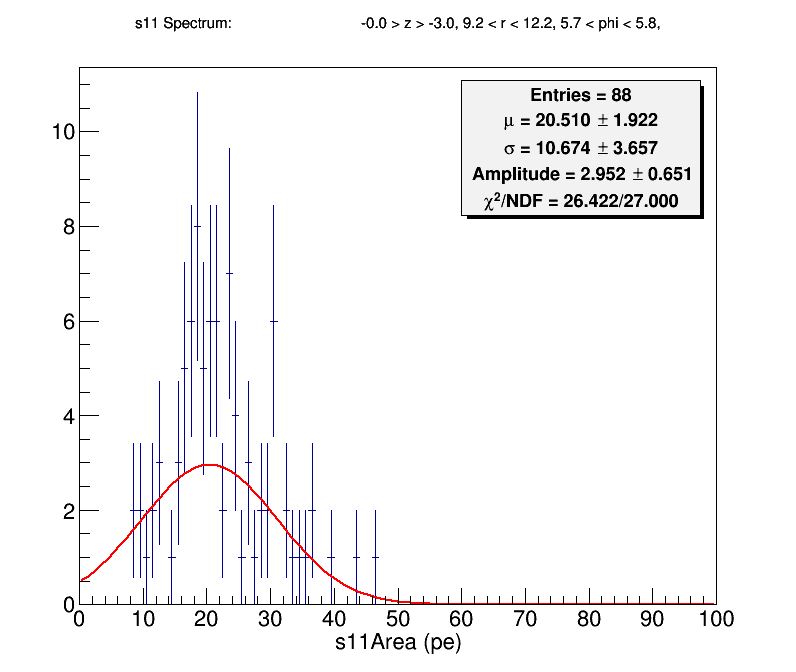 s11 Spectrum: -0.0 > z > -3.0, 9.2 < r < 12.2, 5.7 < phi < 5.8,
Entries = 88
μ = 20.510 ± 1.922
σ = 10.674 ± 3.657
Amplitude = 2.952 ± 0.651
χ²/NDF = 26.422/27.000
10
8
6
4
2
0
0 10 20 30 40 50 60 70 80 90 100
s11Area (pe)